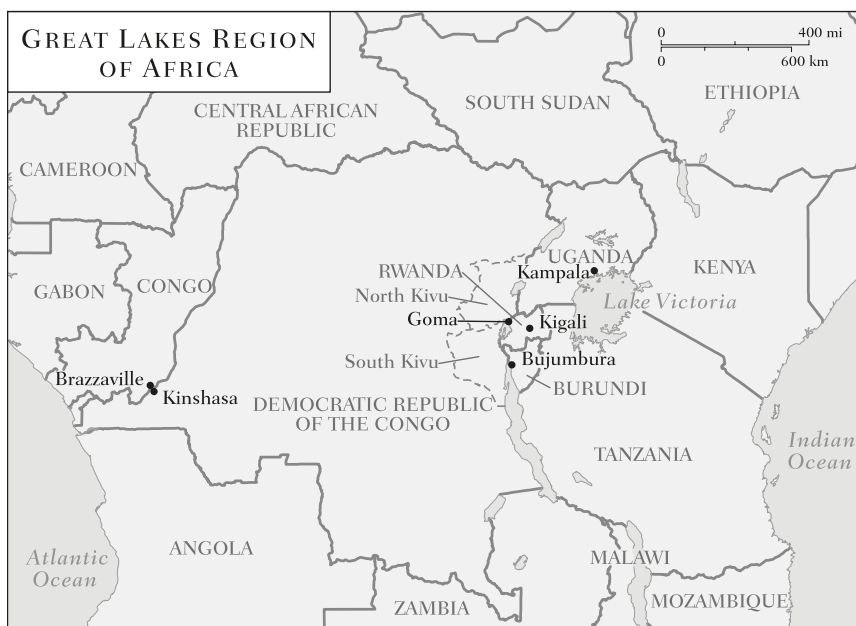 GREAT LAKES REGION
OF AFRICA
0 400 mi
0 600 km
ETHIOPIA
SOUTH SUDAN
CENTRAL AFRICAN
REPUBLIC
CAMEROON
UGANDA
Kampala
RWANDA
KENYA
CONGO
GABON
North Kivu
Lake Victoria
Goma
Kigali
South Kivu
Bujumbura
Brazzaville
Kinshasa
BURUNDI
DEMOCRATIC REPUBLIC
OF THE CONGO
Indian
Ocean
TANZANIA
ANGOLA
Atlantic
Ocean
MALAWI
ZAMBIA
MOZAMBIQUE